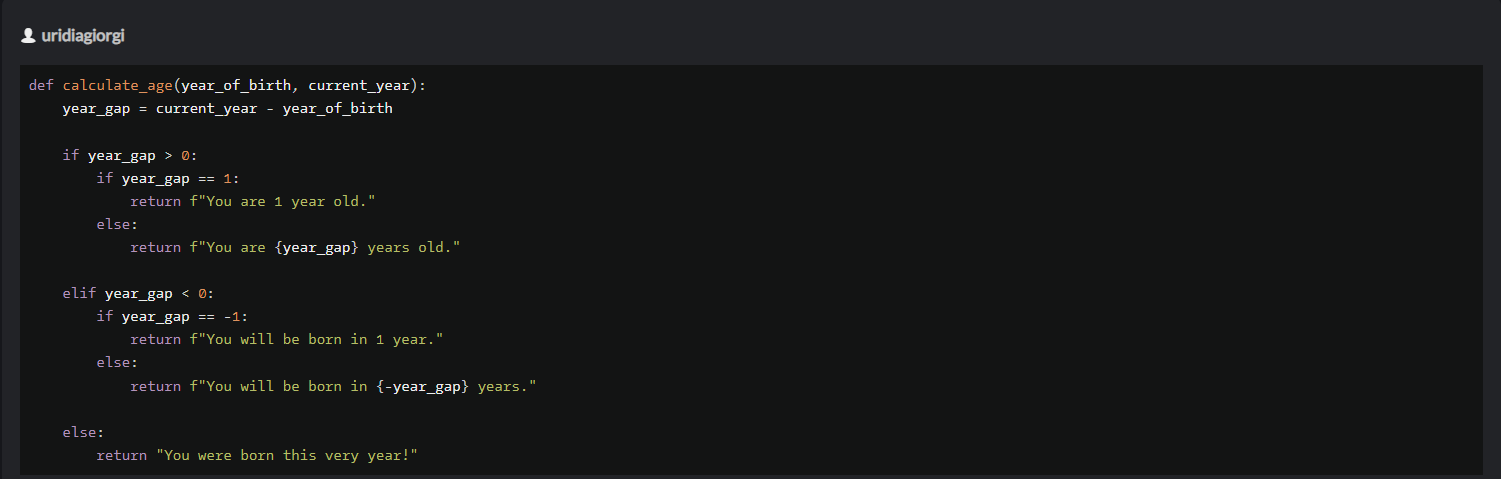 uridiagiorgi
def calculate_age(year_of_birth, current_year):
    year_gap = current_year - year_of_birth

    if year_gap > 0:
        if year_gap == 1:
            return f"You are 1 year old."
        else:
            return f"You are {year_gap} years old."

    elif year_gap < 0:
        if year_gap == -1:
            return f"You will be born in 1 year."
        else:
            return f"You will be born in {-year_gap} years."

    else:
        return "You were born this very year!"